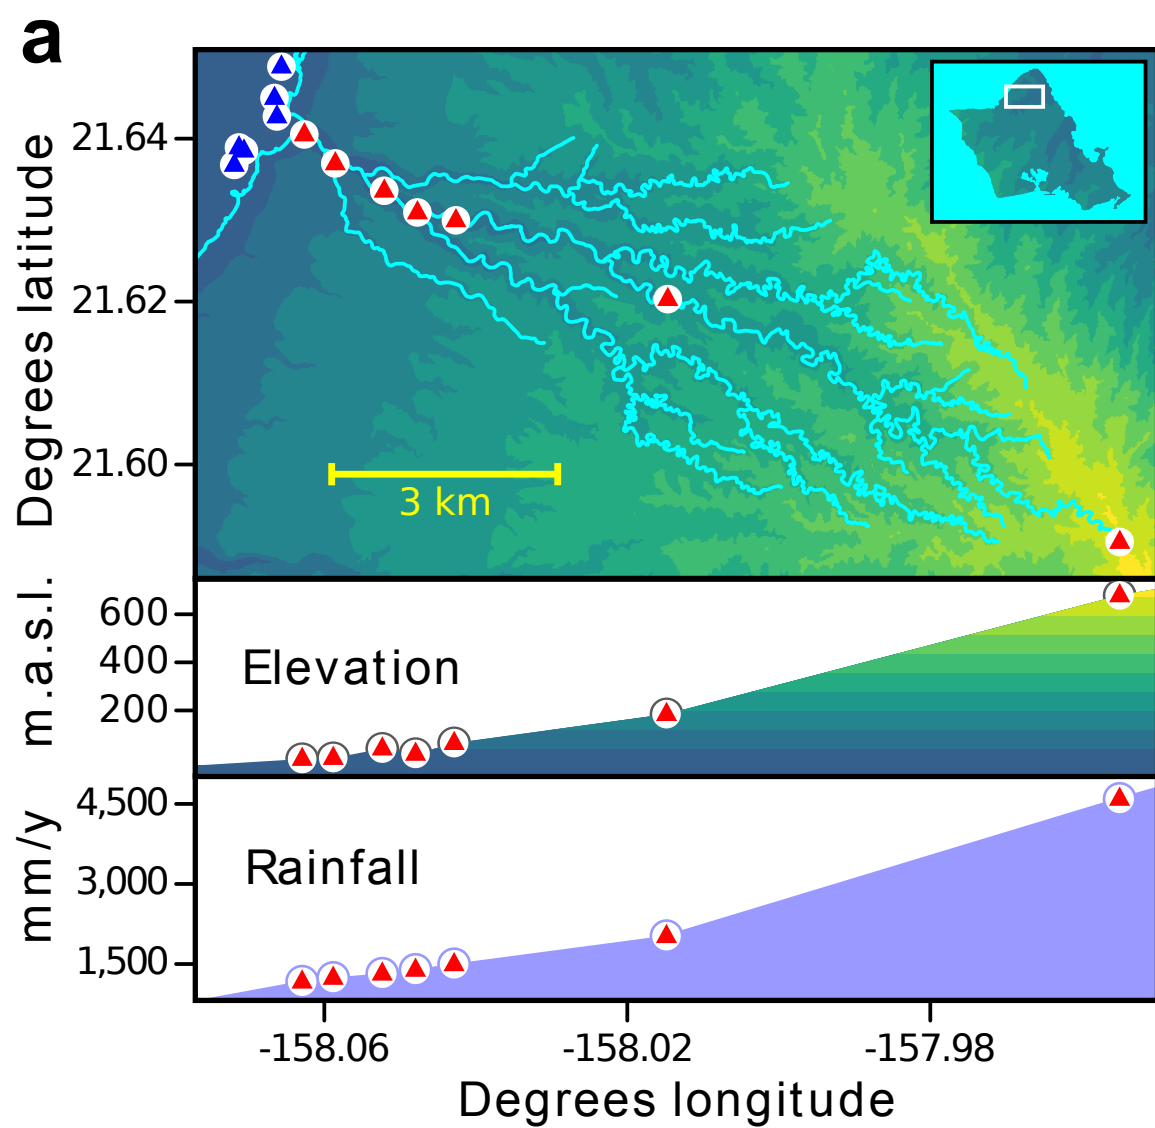 a
Degrees latitude
21.64
21.62
21.60
3 km
m.a.s.l.
600
400
200
Elevation
mm/y
4,500
3,000
1,500
Rainfall
-158.06
-158.02
-157.98
Degrees longitude